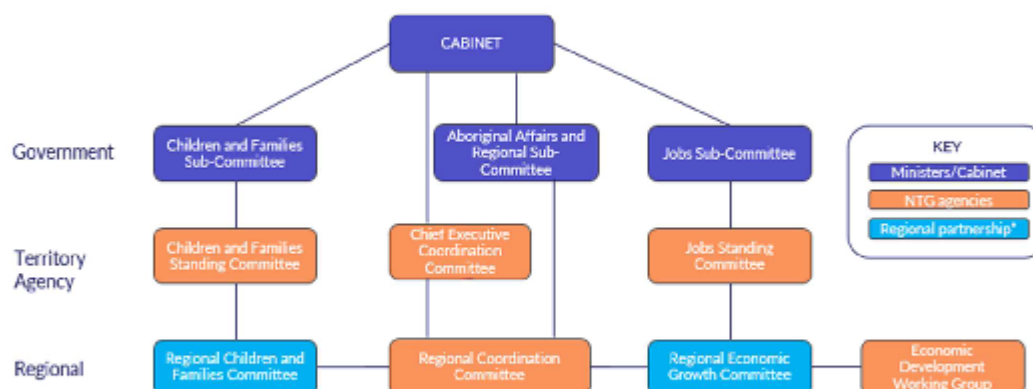 CABINET
Government
Children and Families
Sub-Committee
Aboriginal Affairs and
Regional Sub-
Committee
Jobs Sub-Committee
KEY
Ministers/Cabinet
NTG agencies
Regional partnership*
Territory
Agency
Children and Families
Standing Committee
Chief Executive
Coordination
Committee
Jobs Standing
Committee
Regional
Regional Children and
Families Committee
Regional Coordination
Committee
Regional Economic
Growth Committee
Economic
Development
Working Group